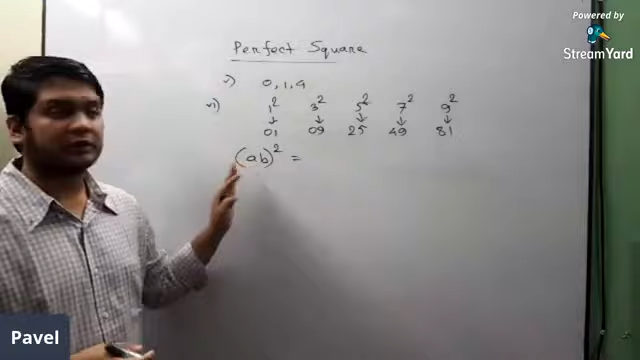 Powered by
StreamYard
Perfect Square
v) 0, 1, 4
vi) 1² 3² 5² 7² 9²
↓ ↓ ↓ ↓ ↓
01 09 25 49 81
(ab)² =
Pavel